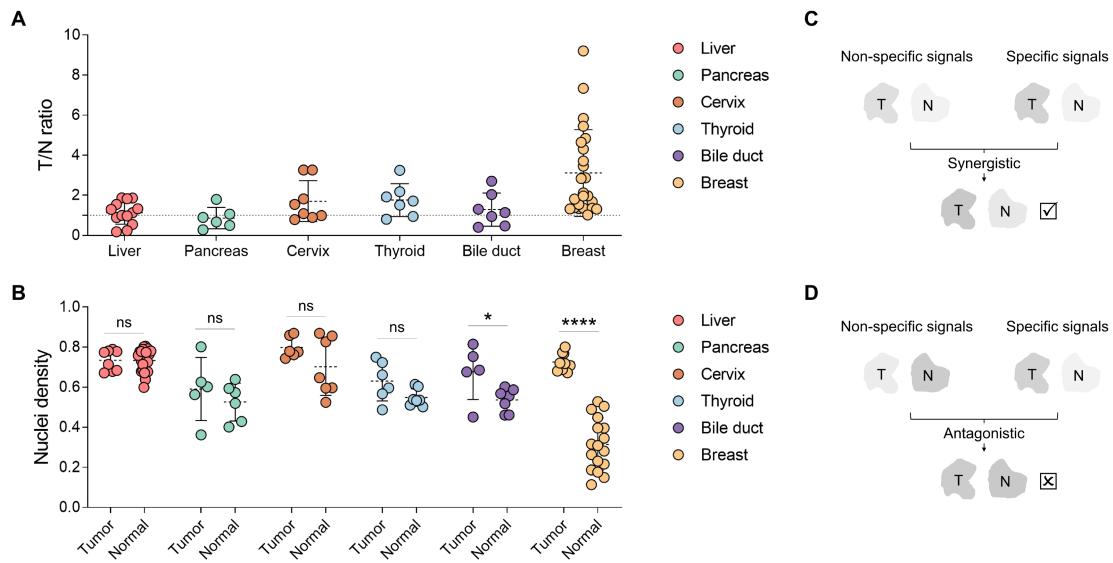 A
T/N ratio
10
8
6
4
2
0
Liver
Pancreas
Cervix
Thyroid
Bile duct
Breast
Liver
Pancreas
Cervix
Thyroid
Bile duct
Breast
B
Nuclei density
1.0
0.8
0.6
0.4
0.2
0.0
ns
ns
ns
ns
*
****
Tumor
Normal
Tumor
Normal
Tumor
Normal
Tumor
Normal
Tumor
Normal
Tumor
Normal
Liver
Pancreas
Cervix
Thyroid
Bile duct
Breast
C
Non-specific signals Specific signals
T N T N
Synergistic
T N
D
Non-specific signals Specific signals
T N T N
Antagonistic
T N